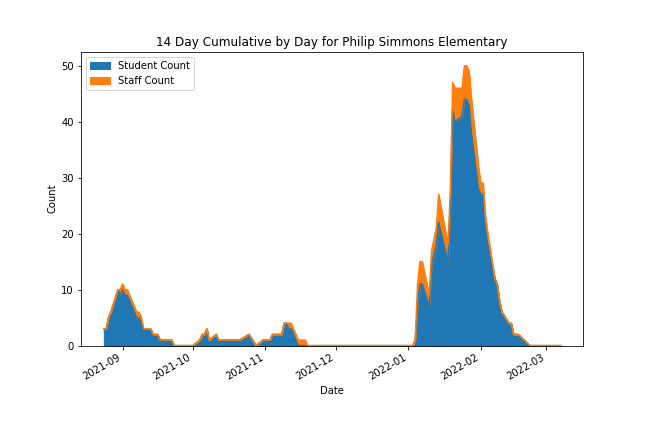 14 Day Cumulative by Day for Philip Simmons Elementary
Student Count
Staff Count
50
40
30
20
10
0
Count
2021-09
2021-10
2021-11
2021-12
2022-01
2022-02
2022-03
Date